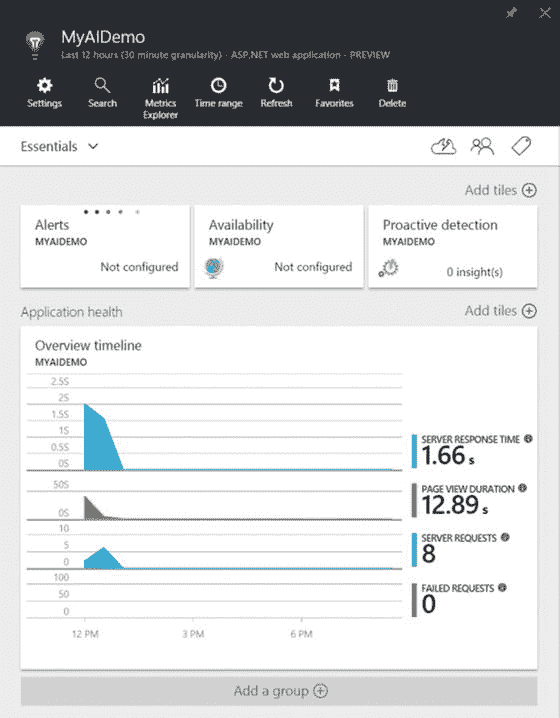 MyAIDemo
Last 12 hours (30 minute granularity) - ASP.NET web application - PREVIEW
Settings
Search
Metrics
Explorer
Time range
Refresh
Favorites
Delete
Essentials
Add tiles
Alerts
MYAIDEMO
Not configured
Availability
MYAIDEMO
Not configured
Proactive detection
MYAIDEMO
0 insight(s)
Application health
Add tiles
Overview timeline
MYAIDEMO
2.5S
2S
1.5S
1S
0.5S
0S
SERVER RESPONSE TIME
1.66 s
50S
0S
PAGE VIEW DURATION
12.89 s
10
5
0
SERVER REQUESTS
8
100
50
0
FAILED REQUESTS
0
12 PM
3 PM
6 PM
Add a group